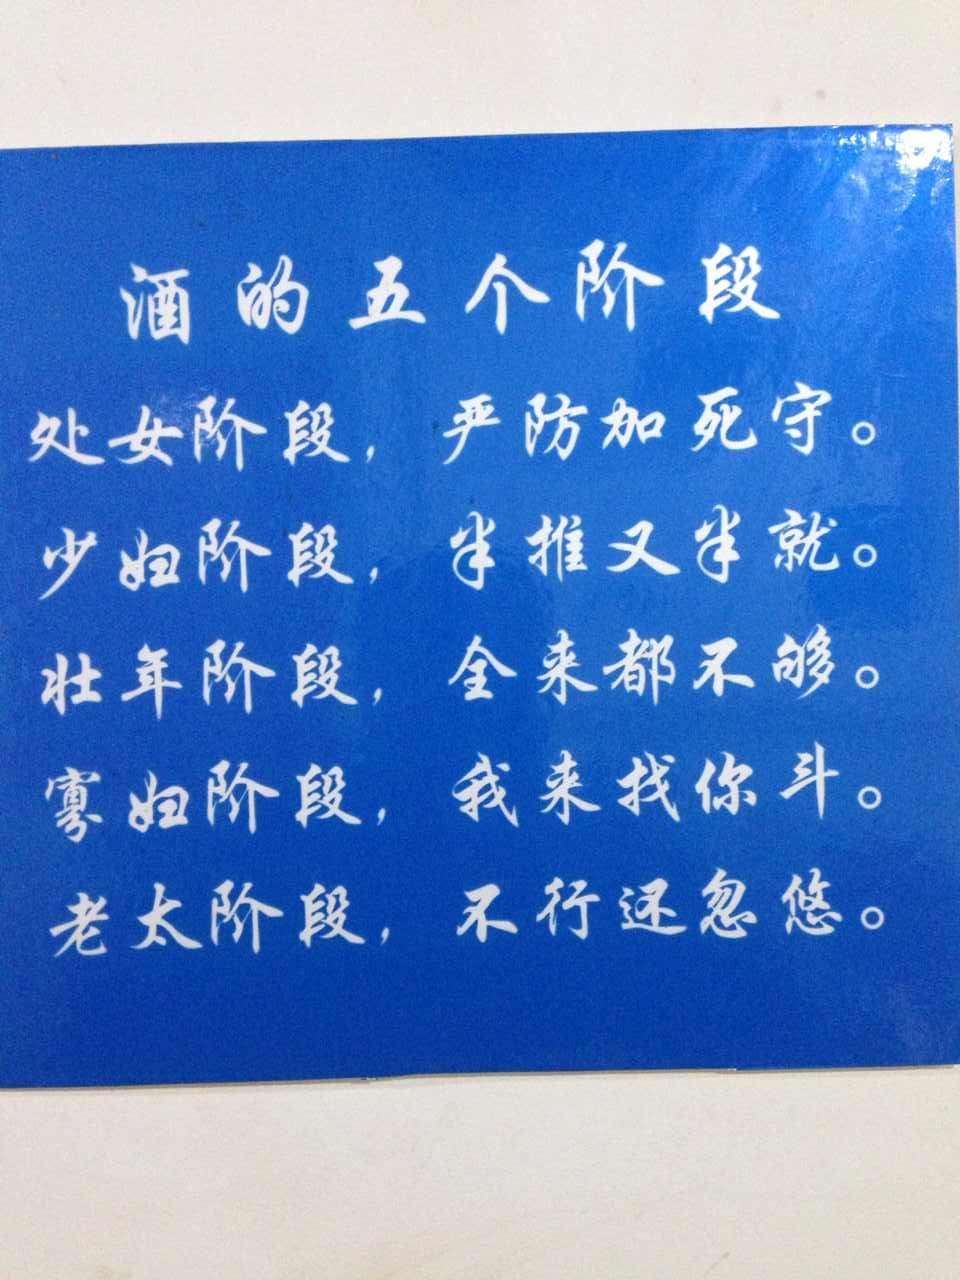 酒的五个阶段
处女阶段，严防加死守。
少妇阶段，半推又半就。
壮年阶段，全来都不够。
寡妇阶段，我来找你斗。
老太阶段，不行还忽悠。